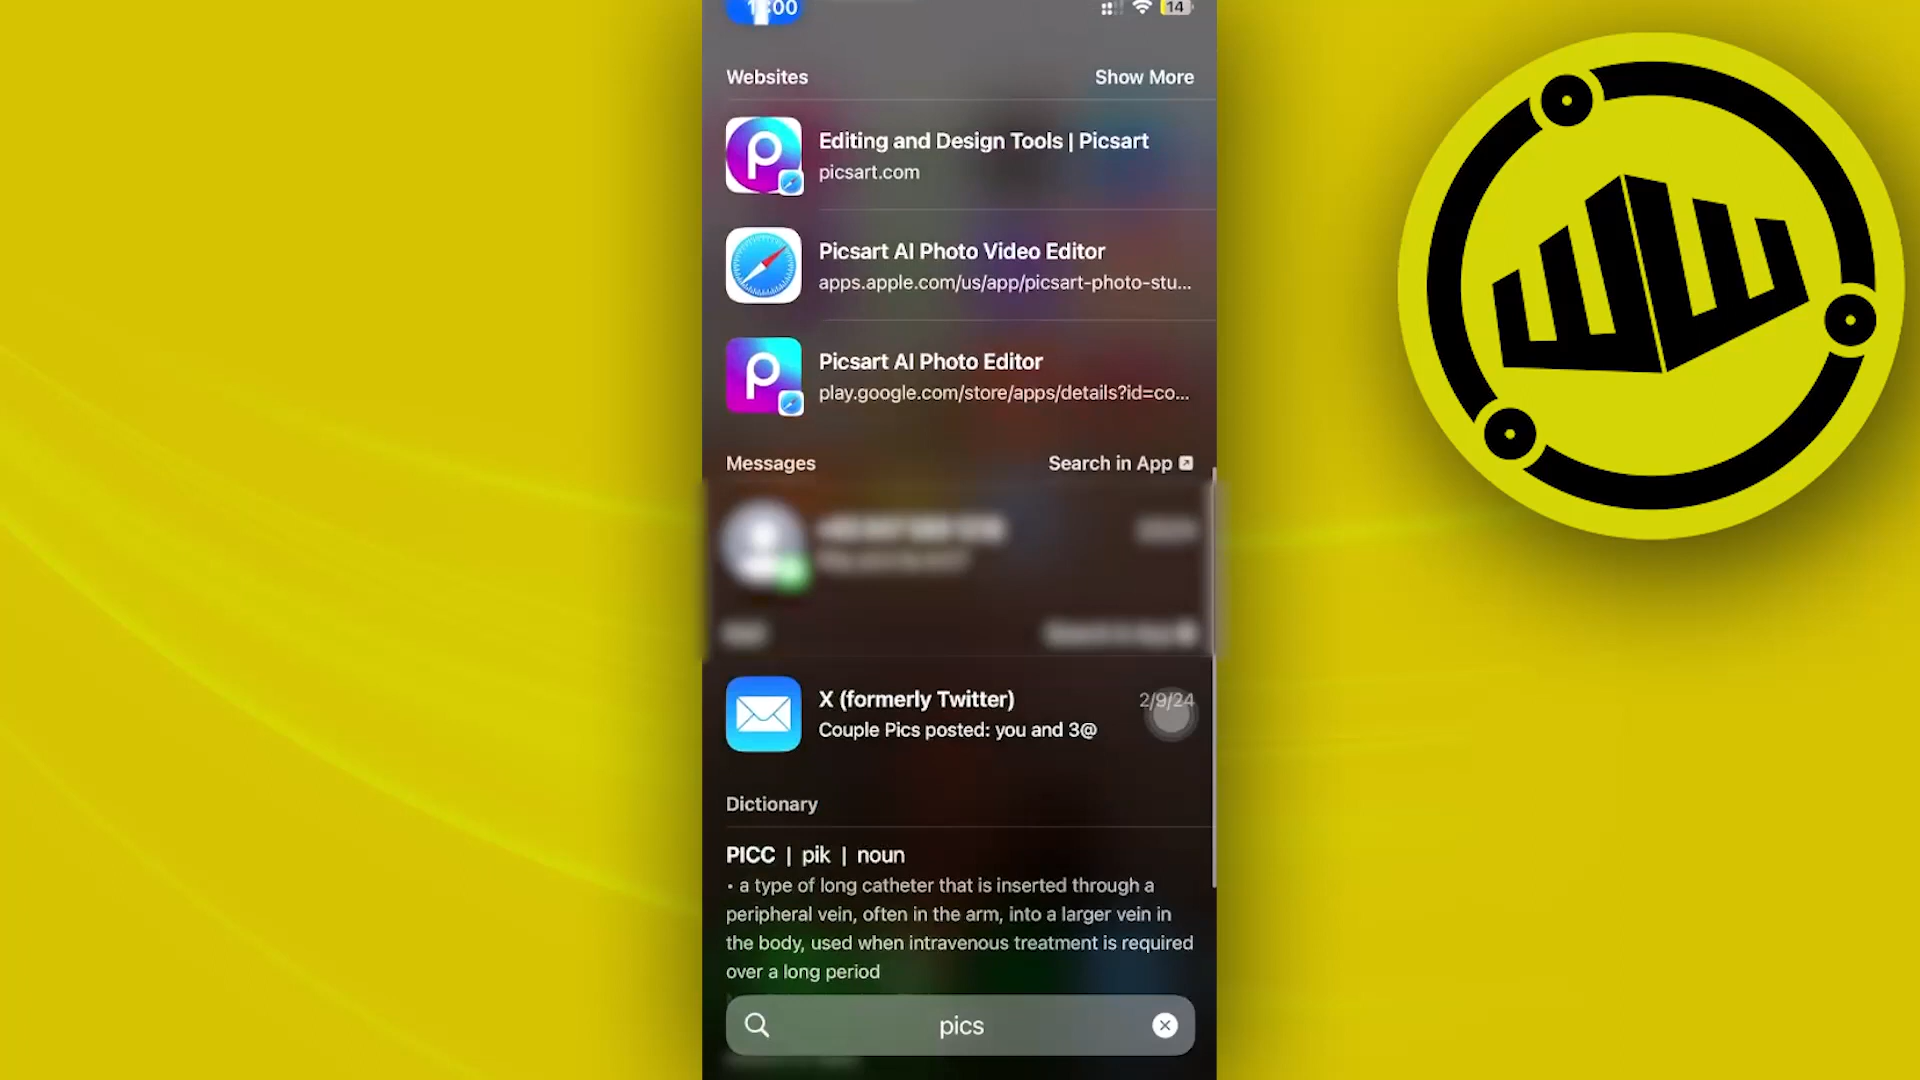 14
Websites
Show More
Editing and Design Tools | Picsart
picsart.com
Picsart AI Photo Video Editor
apps.apple.com/us/app/picsart-photo-stu...
Picsart AI Photo Editor
play.google.com/store/apps/details?id=co...
Messages
Search in App
X (formerly Twitter)
2/9/24
Couple Pics posted: you and 3@
Dictionary
PICC | pik | noun
• a type of long catheter that is inserted through a
peripheral vein, often in the arm, into a larger vein in
the body, used when intravenous treatment is required
over a long period
pics